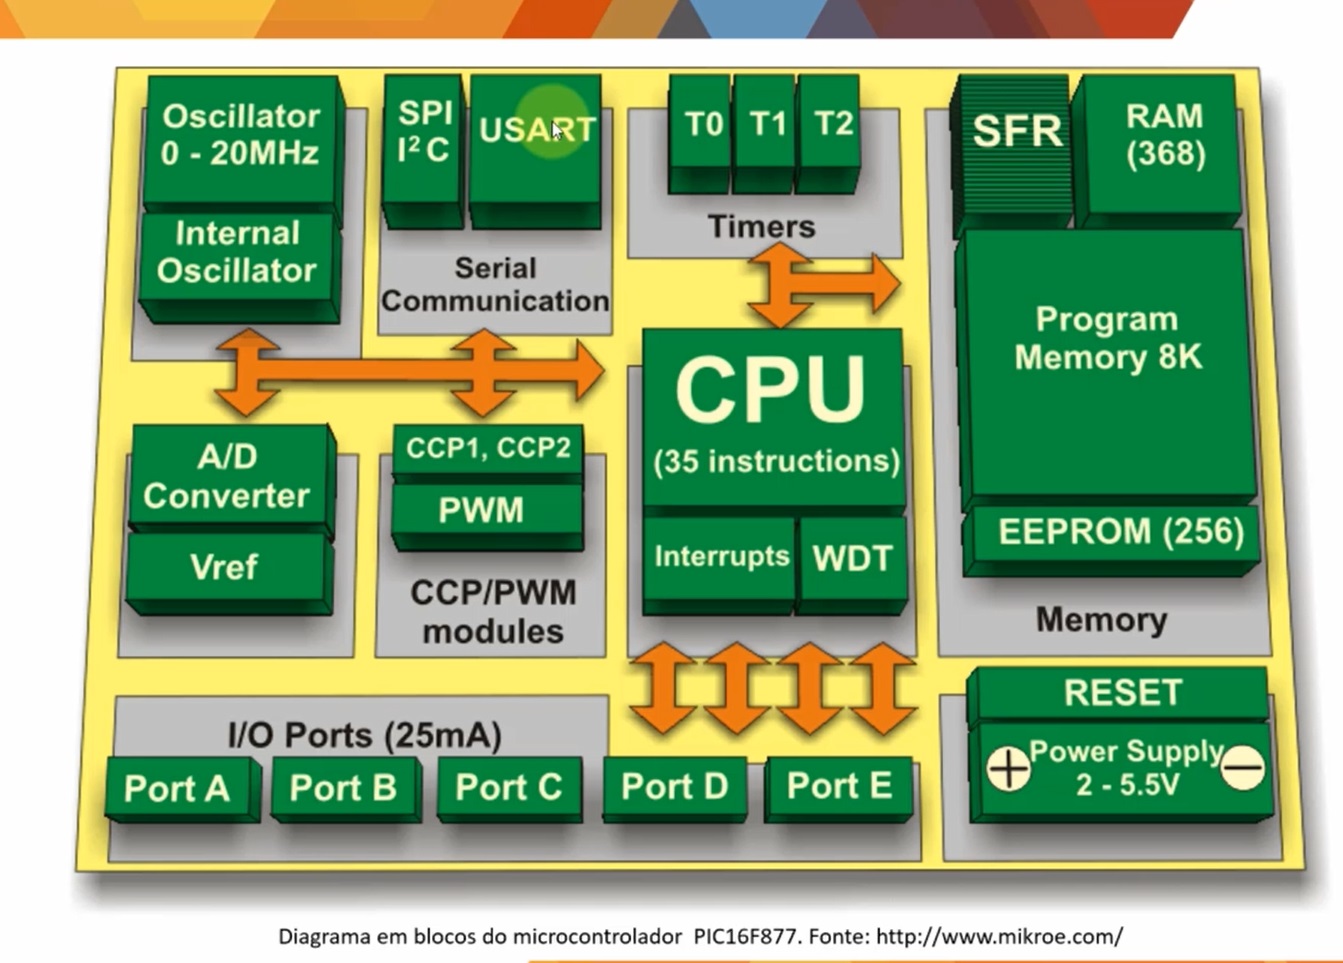 Oscillator
0 - 20MHz
Internal
Oscillator
SPI
I² C
USART
Serial
Communication
T0
T1
T2
Timers
SFR
RAM
(368)
Program
Memory 8K
EEPROM (256)
Memory
CPU
(35 instructions)
Interrupts
WDT
A/D
Converter
Vref
CCP1, CCP2
PWM
CCP/PWM
modules
I/O Ports (25mA)
Port A
Port B
Port C
Port D
Port E
RESET
+
Power Supply
2 - 5.5V
−
Diagrama em blocos do microcontrolador PIC16F877. Fonte: http://www.mikroe.com/